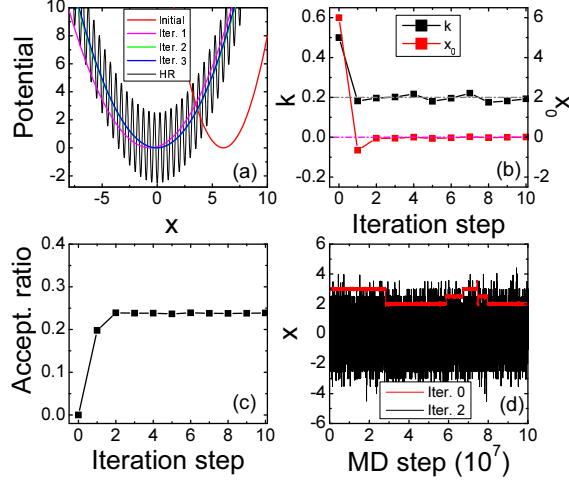 10
8
6
4
2
0
-2
-5
0
5
10
Potential
x
Initial
Iter. 1
Iter. 2
Iter. 3
HR
(a)
0.6
0.4
0.2
0.0
0.2
0
2
4
6
8
10
6
4
2
0
2
k
x0
k
x0
Iteration step
(b)
0.4
0.3
0.2
0.1
0.0
0
2
4
6
8
10
Accept. ratio
Iteration step
(c)
6
4
2
0
-2
-4
-6
0
2
4
6
8
10
x
MD step (10^7)
Iter. 0
Iter. 2
(d)